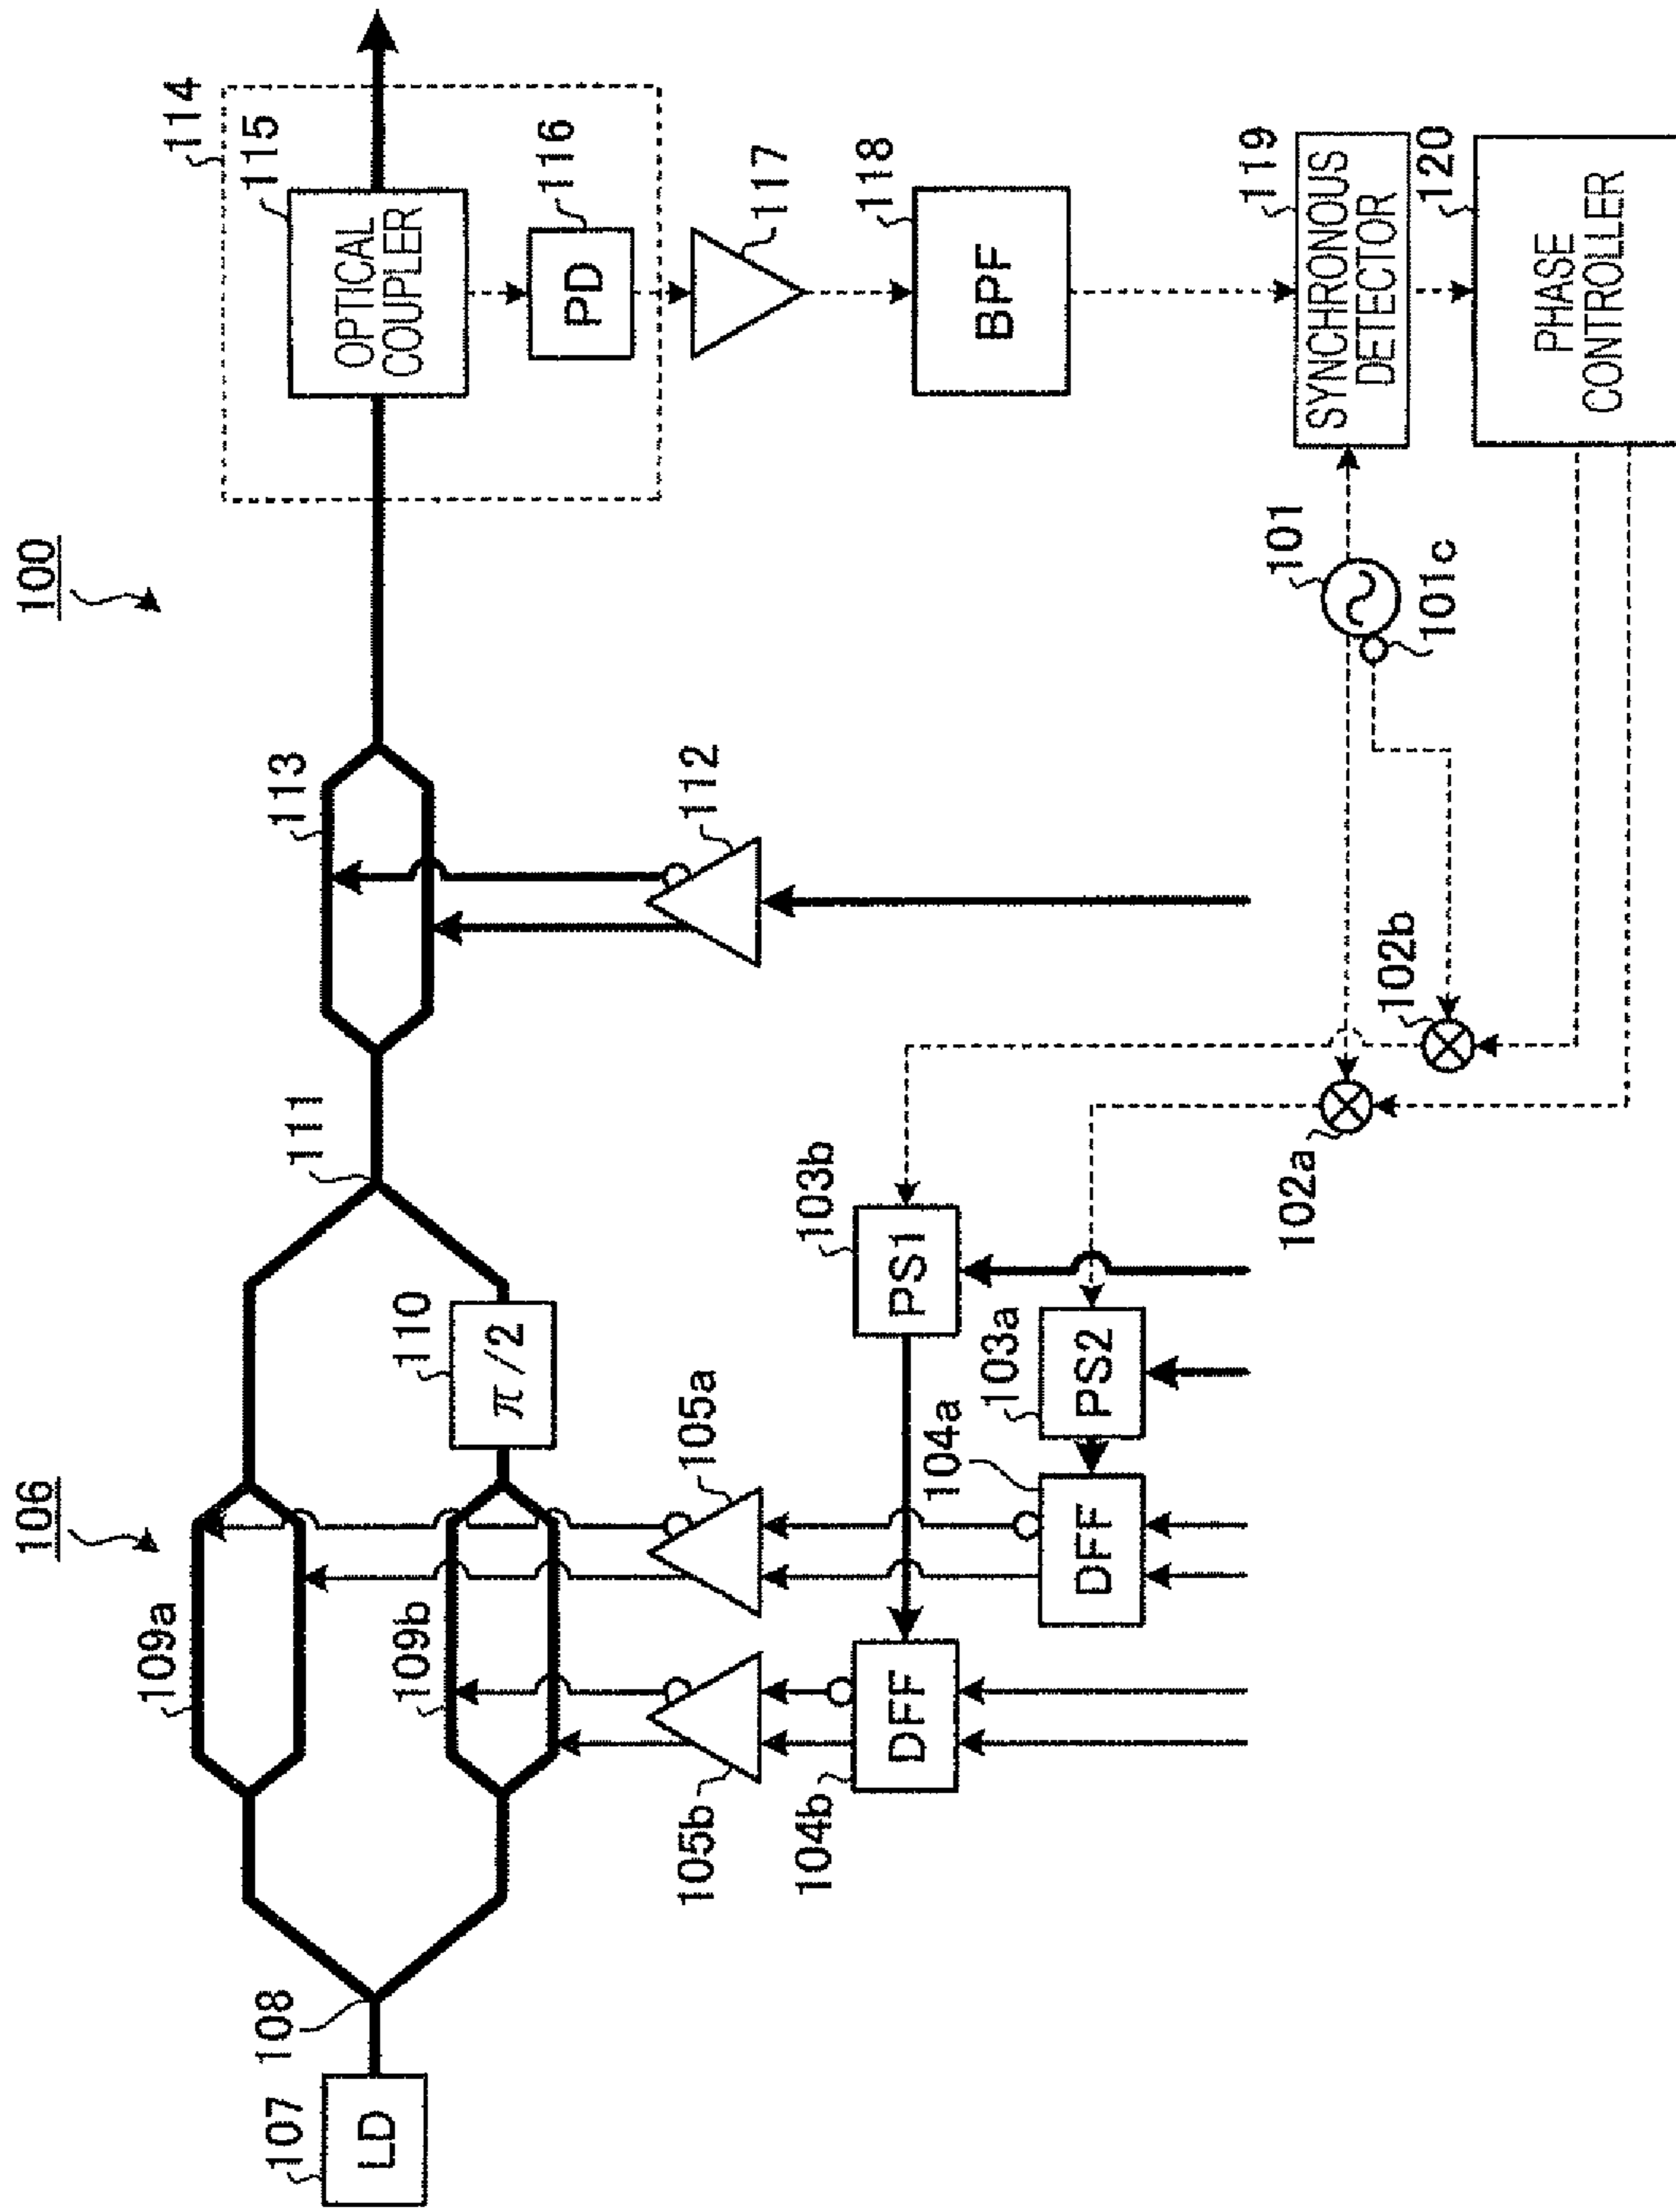 100
106
109a
109b
107
LD
108
110
π/2
111
113
114
115
OPTICAL
COUPLER
116
PD
117
118
BPF
112
105a
105b
104b
DFF
104a
DFF
103b
PS1
103a
PS2
102a
102b
101
101c
119
SYNCHRONOUS
DETECTOR
120
PHASE
CONTROLLER